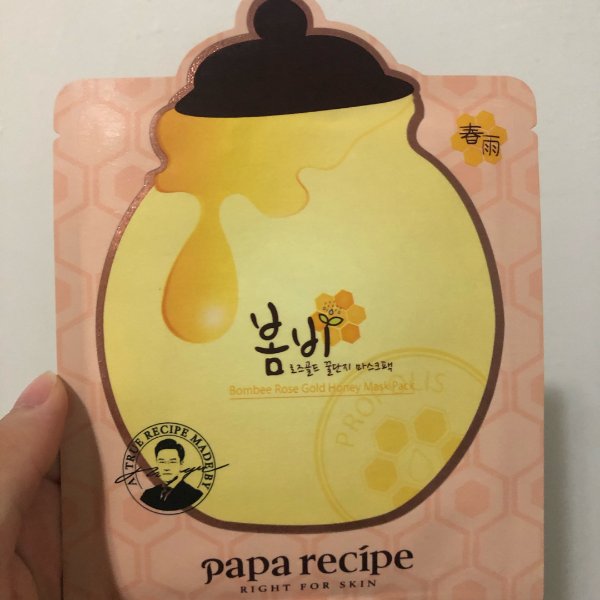 春雨
봄비
로즈골드 꿀단지 마스크팩
Bombee Rose Gold Honey Mask Pack
PROPOLIS
A TRUE RECIPE MADE BY
papa recipe
RIGHT FOR SKIN